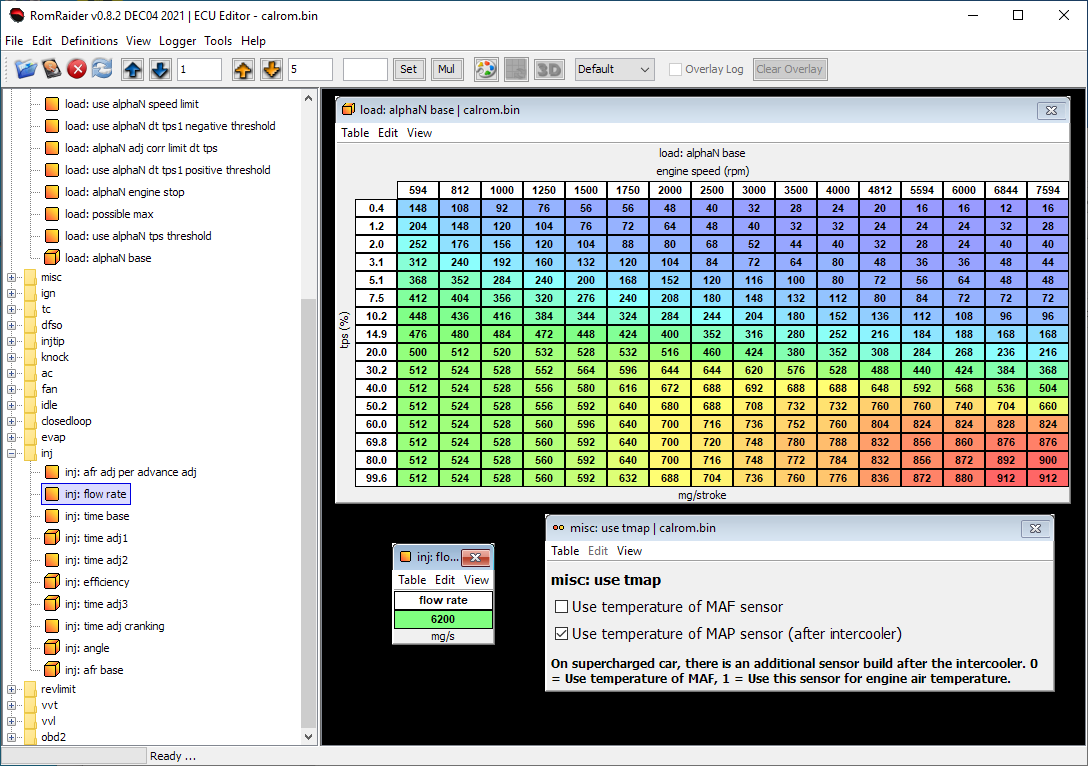 RomRaider v0.8.2 DEC04 2021 | ECU Editor - calrom.bin
File Edit Definitions View Logger Tools Help
1 5 Set Mul 3D Default Overlay Log Clear Overlay
load: use alphaN speed limit
load: use alphaN dt tps1 negative threshold
load: alphaN adj corr limit dt tps
load: use alphaN dt tps1 positive threshold
load: alphaN engine stop
load: possible max
load: use alphaN tps threshold
load: alphaN base
misc
ign
tc
dfso
injtip
knock
ac
fan
idle
closedloop
evap
inj
inj: afr adj per advance adj
inj: flow rate
inj: time base
inj: time adj1
inj: time adj2
inj: efficiency
inj: time adj3
inj: time adj cranking
inj: angle
inj: afr base
revlimit
vvt
vvl
obd2
load: alphaN base | calrom.bin
Table Edit View
load: alphaN base
engine speed (rpm)
594 812 1000 1250 1500 1750 2000 2500 3000 3500 4000 4812 5594 6000 6844 7594
0.4 148 108 92 76 56 56 48 40 32 28 24 20 16 16 12 16
1.2 204 148 120 104 76 72 64 48 40 32 32 24 24 24 32 28
2.0 252 176 156 120 104 88 80 68 52 44 40 32 28 24 40 40
3.1 312 240 192 160 132 120 104 84 72 64 80 48 36 36 48 44
5.1 368 352 284 240 200 168 152 120 116 100 80 72 56 64 48 48
7.5 412 404 356 320 276 240 208 180 148 132 112 80 84 72 72 72
10.2 448 436 416 384 344 324 284 244 204 180 152 136 112 108 96 96
14.9 476 480 484 472 448 424 400 352 316 280 252 216 184 188 168 168
20.0 500 512 520 532 528 532 516 460 424 380 352 308 284 268 236 216
30.2 512 524 528 552 564 596 644 644 620 576 528 488 440 424 384 368
40.0 512 524 528 556 580 616 672 688 692 688 688 648 592 568 536 504
50.2 512 524 528 556 592 640 680 688 708 732 732 760 760 740 704 660
60.0 512 524 528 560 596 640 700 716 736 752 760 804 824 824 828 824
69.8 512 524 528 560 592 640 700 720 748 780 788 832 856 860 876 876
80.0 512 524 528 560 592 640 700 716 748 772 784 832 856 872 892 900
99.6 512 524 528 560 592 632 688 704 736 760 776 836 872 880 912 912
tps (%)
mg/stroke
inj: flo...
Table Edit View
flow rate
6200
mg/s
misc: use tmap | calrom.bin
Table Edit View
misc: use tmap
Use temperature of MAF sensor
Use temperature of MAP sensor (after intercooler)
On supercharged car, there is an additional sensor build after the intercooler. 0
= Use temperature of MAF, 1 = Use this sensor for engine air temperature.
Ready ...